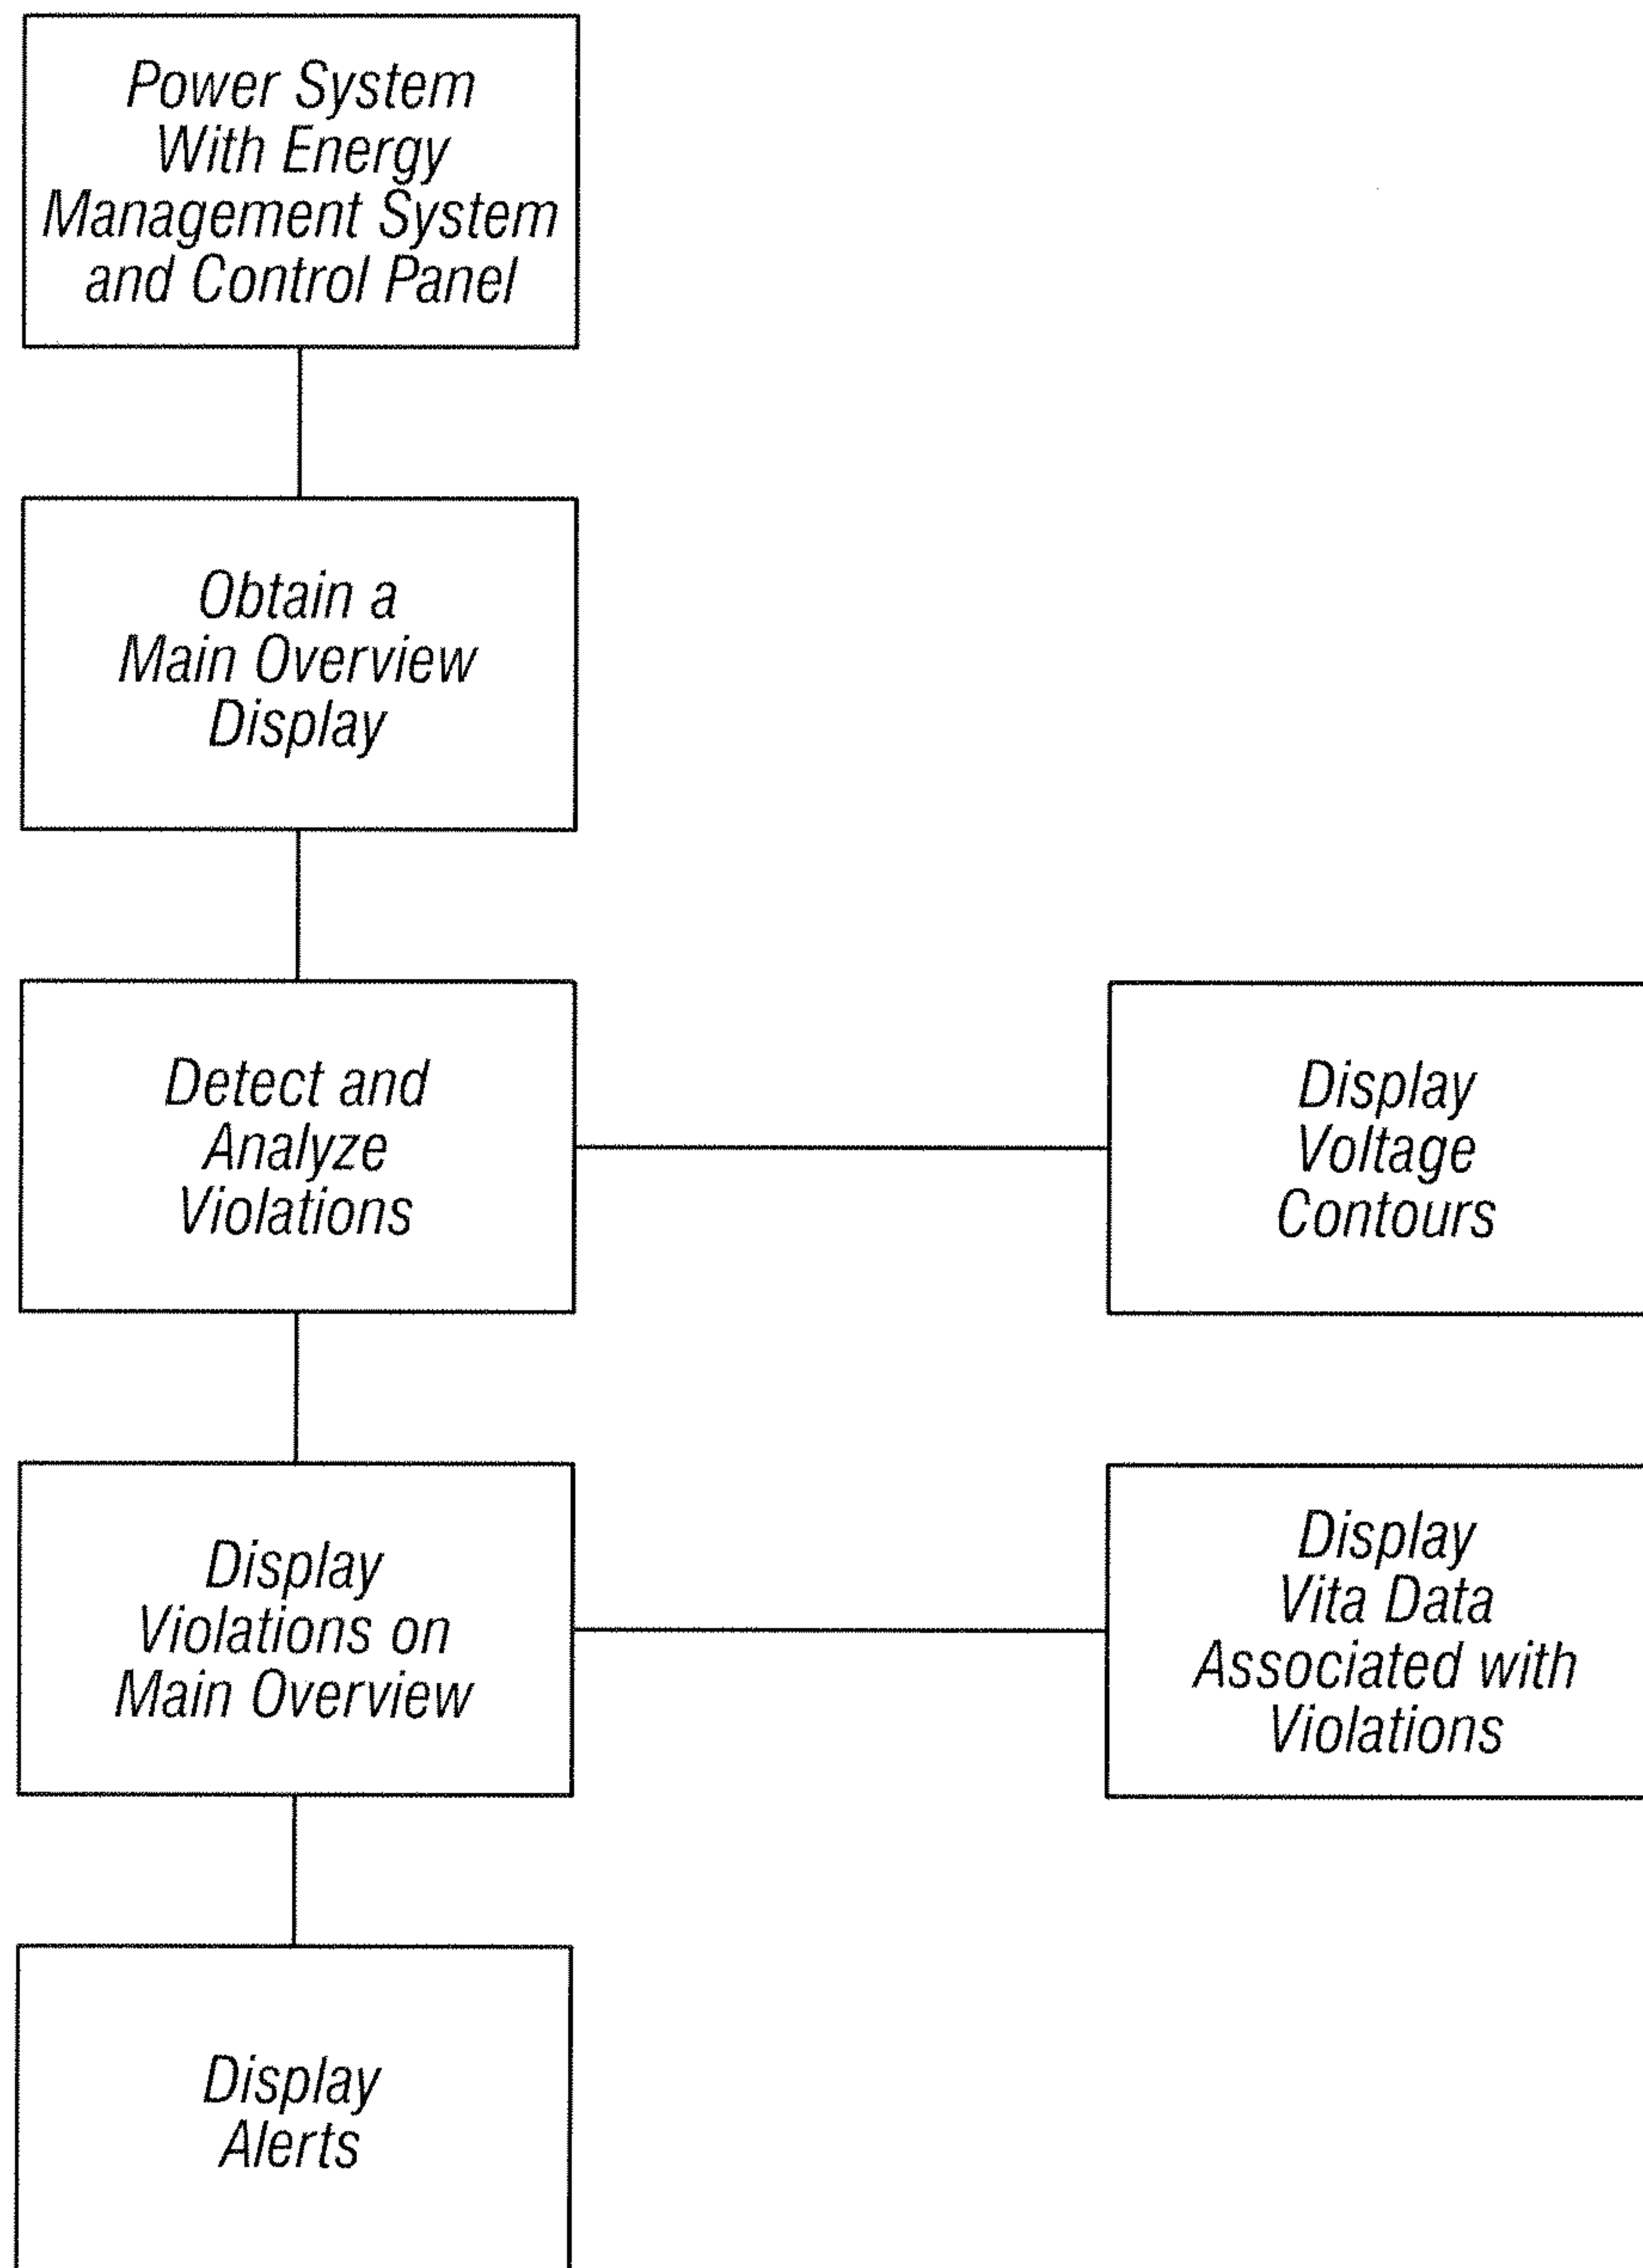 Power System
With Energy
Management System
and Control Panel
Obtain a
Main Overview
Display
Detect and
Analyze
Violations
Display
Voltage
Contours
Display
Violations on
Main Overview
Display
Vita Data
Associated with
Violations
Display
Alerts